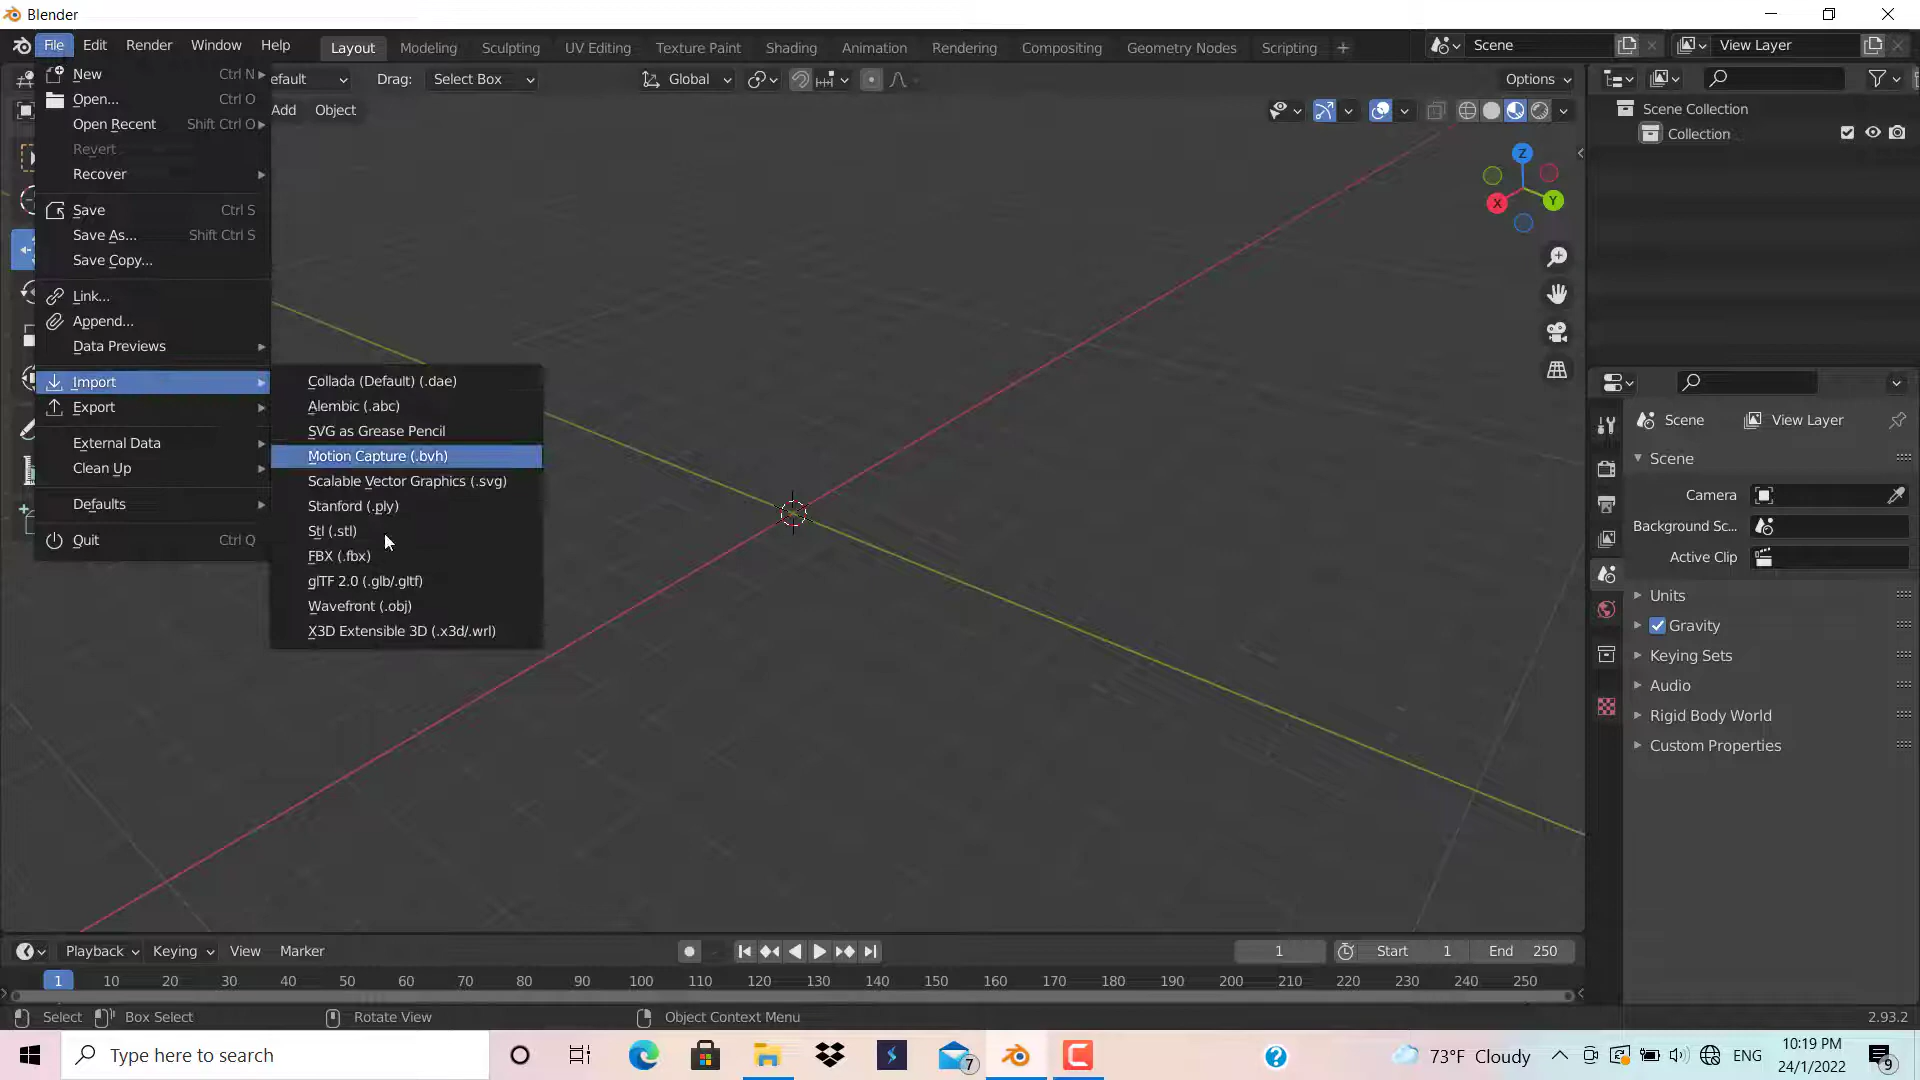 Blender
File Edit Render Window Help Layout Modeling Sculpting UV Editing Texture Paint Shading Animation Rendering Compositing Geometry Nodes Scripting + Scene View Layer
efault Drag: Select Box Global Options
Add Object
New Ctrl N
Open... Ctrl O
Open Recent Shift Ctrl O
Revert
Recover
Save Ctrl S
Save As... Shift Ctrl S
Save Copy...
Link...
Append...
Data Previews
Import
Export
External Data
Clean Up
Defaults
Quit Ctrl Q
Collada (Default) (.dae)
Alembic (.abc)
SVG as Grease Pencil
Motion Capture (.bvh)
Scalable Vector Graphics (.svg)
Stanford (.ply)
Stl (.stl)
FBX (.fbx)
glTF 2.0 (.glb/.gltf)
Wavefront (.obj)
X3D Extensible 3D (.x3d/.wrl)
Z
X
Y
Scene Collection
Collection
Scene View Layer
Scene
Camera
Background Sc...
Active Clip
Units
Gravity
Keying Sets
Audio
Rigid Body World
Custom Properties
Playback Keying View Marker 1 Start 1 End 250
1 10 20 30 40 50 60 70 80 90 100 110 120 130 140 150 160 170 180 190 200 210 220 230 240 250
Select Box Select Rotate View Object Context Menu 2.93.2
Type here to search 7 73°F Cloudy ENG 10:19 PM
24/1/2022 9